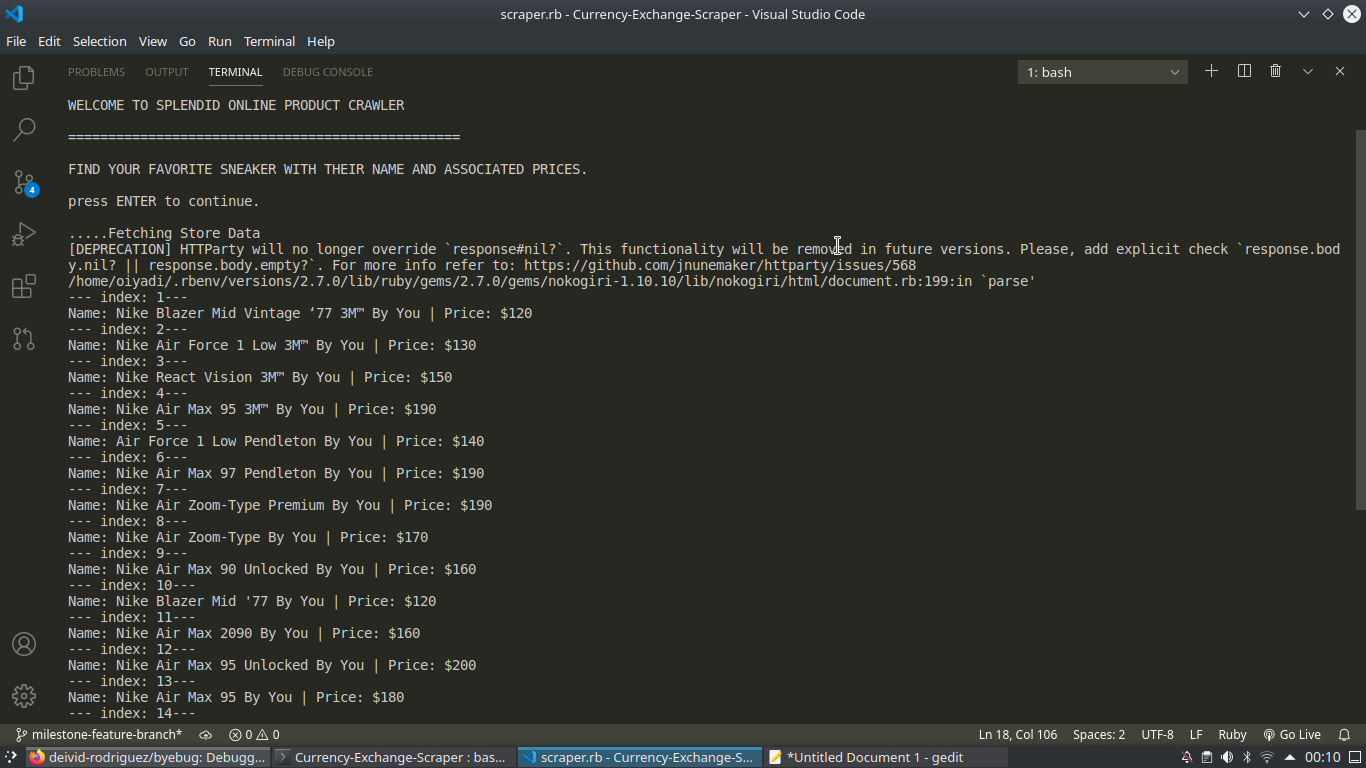 scraper.rb - Currency-Exchange-Scraper - Visual Studio Code
File Edit Selection View Go Run Terminal Help
PROBLEMS OUTPUT TERMINAL DEBUG CONSOLE 1: bash
WELCOME TO SPLENDID ONLINE PRODUCT CRAWLER
=================================================
FIND YOUR FAVORITE SNEAKER WITH THEIR NAME AND ASSOCIATED PRICES.
press ENTER to continue.
.....Fetching Store Data
[DEPRECATION] HTTParty will no longer override `response#nil?`. This functionality will be removed in future versions. Please, add explicit check `response.bod
y.nil? || response.body.empty?`. For more info refer to: https://github.com/jnunemaker/httparty/issues/568
/home/oiyadi/.rbenv/versions/2.7.0/lib/ruby/gems/2.7.0/gems/nokogiri-1.10.10/lib/nokogiri/html/document.rb:199:in `parse'
--- index: 1---
Name: Nike Blazer Mid Vintage ‘77 3M™ By You | Price: $120
--- index: 2---
Name: Nike Air Force 1 Low 3M™ By You | Price: $130
--- index: 3---
Name: Nike React Vision 3M™ By You | Price: $150
--- index: 4---
Name: Nike Air Max 95 3M™ By You | Price: $190
--- index: 5---
Name: Air Force 1 Low Pendleton By You | Price: $140
--- index: 6---
Name: Nike Air Max 97 Pendleton By You | Price: $190
--- index: 7---
Name: Nike Air Zoom-Type Premium By You | Price: $190
--- index: 8---
Name: Nike Air Zoom-Type By You | Price: $170
--- index: 9---
Name: Nike Air Max 90 Unlocked By You | Price: $160
--- index: 10---
Name: Nike Blazer Mid '77 By You | Price: $120
--- index: 11---
Name: Nike Air Max 2090 By You | Price: $160
--- index: 12---
Name: Nike Air Max 95 Unlocked By You | Price: $200
--- index: 13---
Name: Nike Air Max 95 By You | Price: $180
--- index: 14---
4
milestone-feature-branch* 0 0 Ln 18, Col 106 Spaces: 2 UTF-8 LF Ruby Go Live
deivid-rodriguez/byebug: Debugg... Currency-Exchange-Scraper : bas... scraper.rb - Currency-Exchange-S... *Untitled Document 1 - gedit 00:10